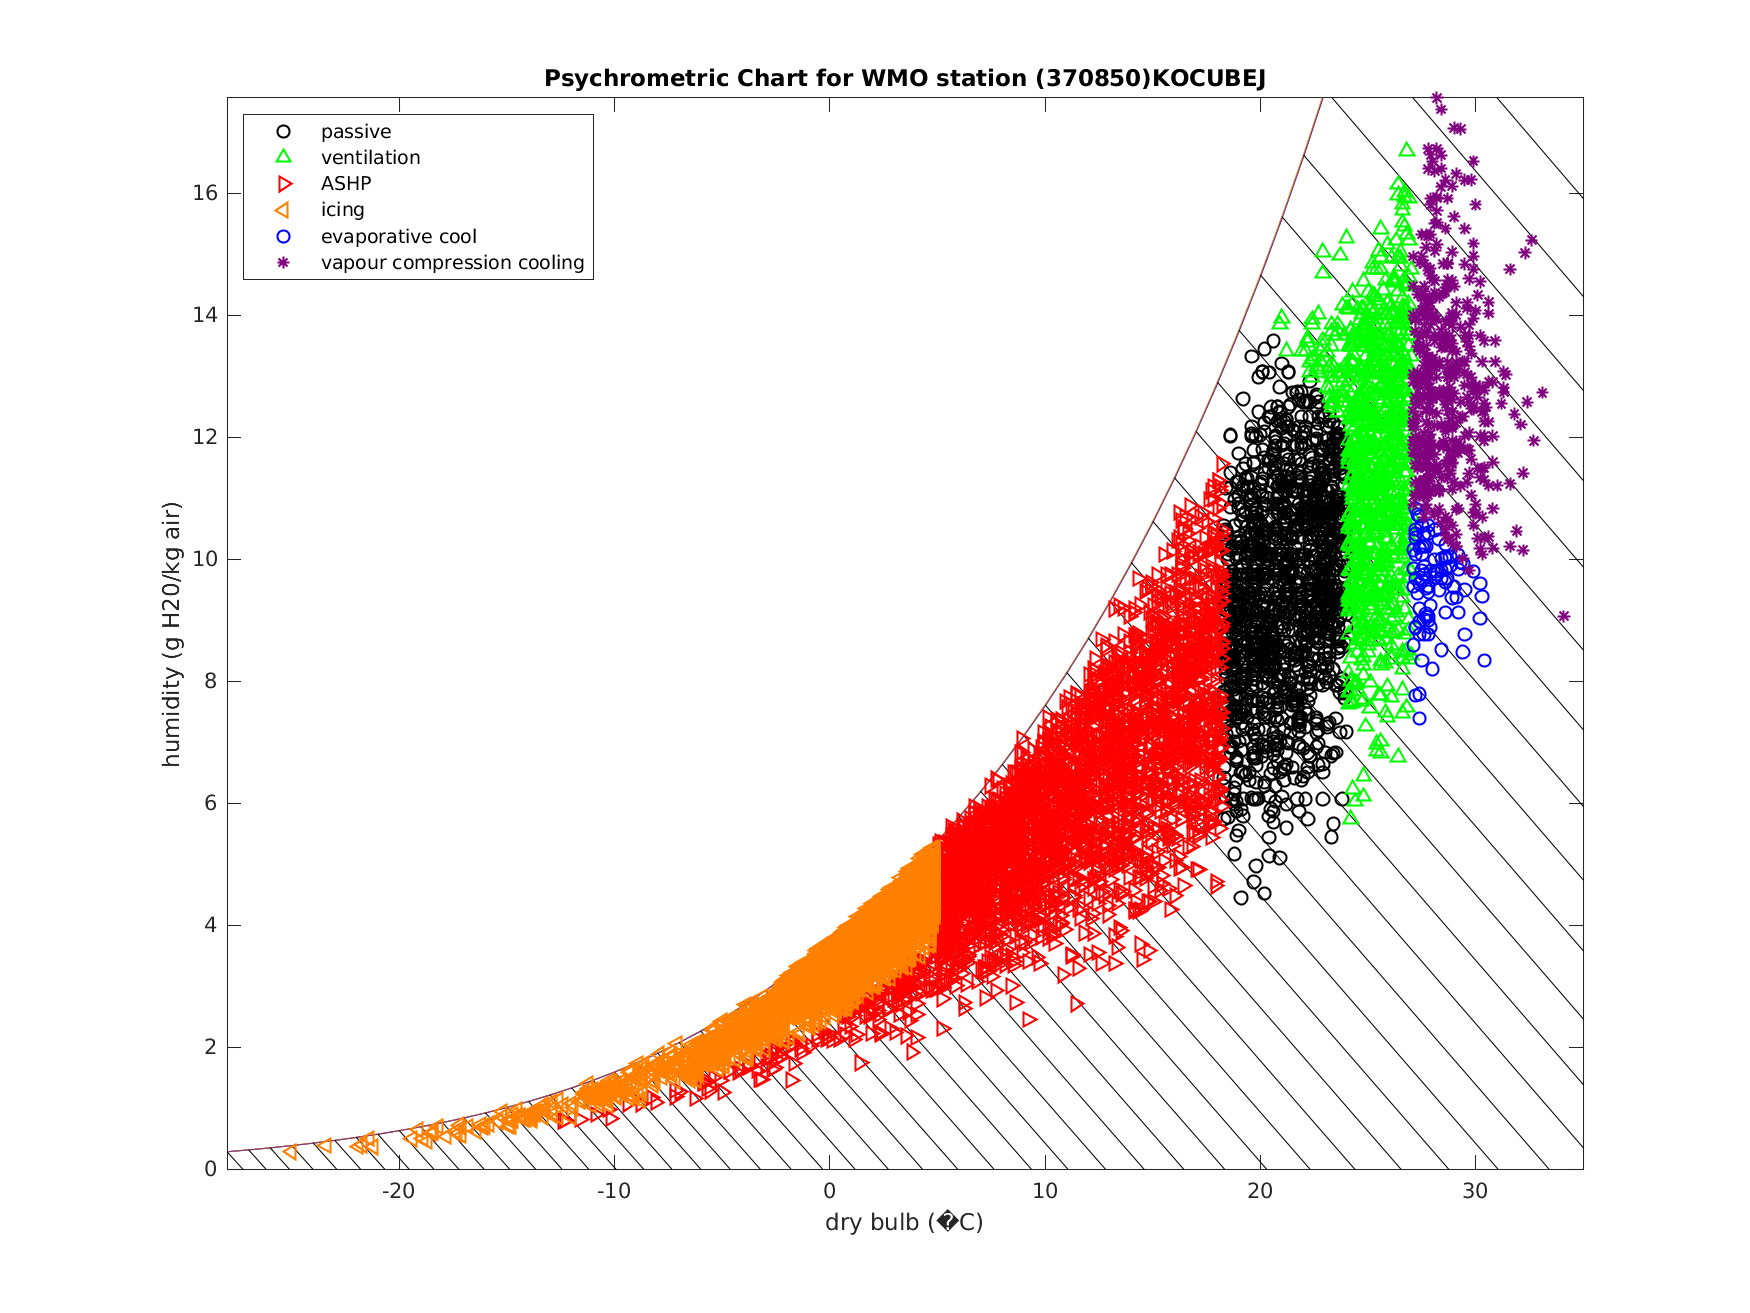 Psychrometric Chart for WMO station (370850)KOCUBEJ
passive
ventilation
ASHP
icing
evaporative cool
vapour compression cooling
humidity (g H20/kg air)
16
14
12
10
8
6
4
2
0
-20
-10
0
10
20
30
dry bulb (�C)